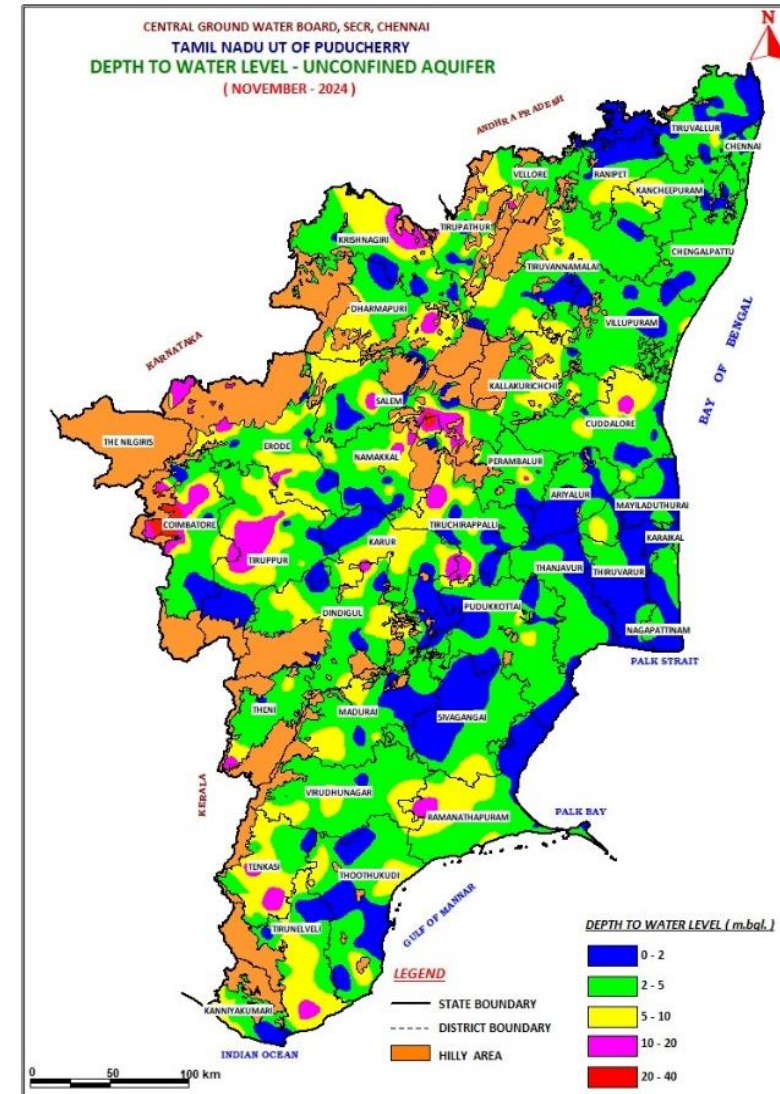 CENTRAL GROUND WATER BOARD, SECR, CHENNAI
TAMIL NADU UT OF PUDUCHERRY
DEPTH TO WATER LEVEL - UNCONFINED AQUIFER
( NOVEMBER - 2024 )
N
ANDHRA PRADESH
TIRUVALLUR
CHENNAI
VELLORE
RANIPET
KANCHEEPURAM
TIRUPATHUR
KRISHNAGIRI
CHENGALPATTU
TIRUVANNAMALAI
DHARMAPURI
VILLUPURAM
BAY OF BENGAL
KARNATAKA
KALLAKURICHCHI
SALEM
CUDDALORE
THE NILGIRIS
ERODE
NAMAKKAL
PERAMBALUR
ARIYALUR
MAYILADUTHURAI
COIMBATORE
TIRUCHIRAPPALLI
KARAIKAL
KARUR
TIRUPPUR
THANJAVUR
THIRUVARUR
PUDUKKOTTAI
DINDIGUL
NAGAPATTINAM
PALK STRAIT
THENI
MADURAI
SIVAGANGAI
KERALA
VIRUDHUNAGAR
PALK BAY
RAMANATHAPURAM
TENKASI
THOOTHUKUDI
GULF OF MANNAR
TIRUNELVELI
KANNIYAKUMARI
INDIAN OCEAN
LEGEND
STATE BOUNDARY
DISTRICT BOUNDARY
HILLY AREA
DEPTH TO WATER LEVEL ( m.bgl. )
0 - 2
2 - 5
5 - 10
10 - 20
20 - 40
0 50 100 km